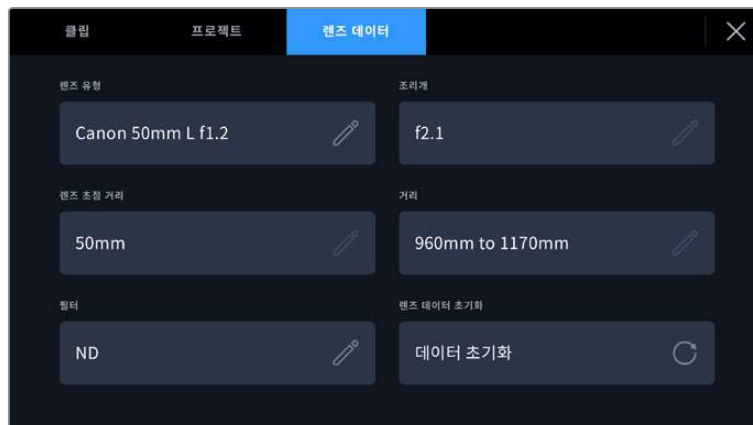 클립 프로젝트 렌즈 데이터
렌즈 유형 조리개
Canon 50mm L f1.2 f2.1
렌즈 초점 거리 거리
50mm 960mm to 1170mm
필터 렌즈 데이터 초기화
ND 데이터 초기화